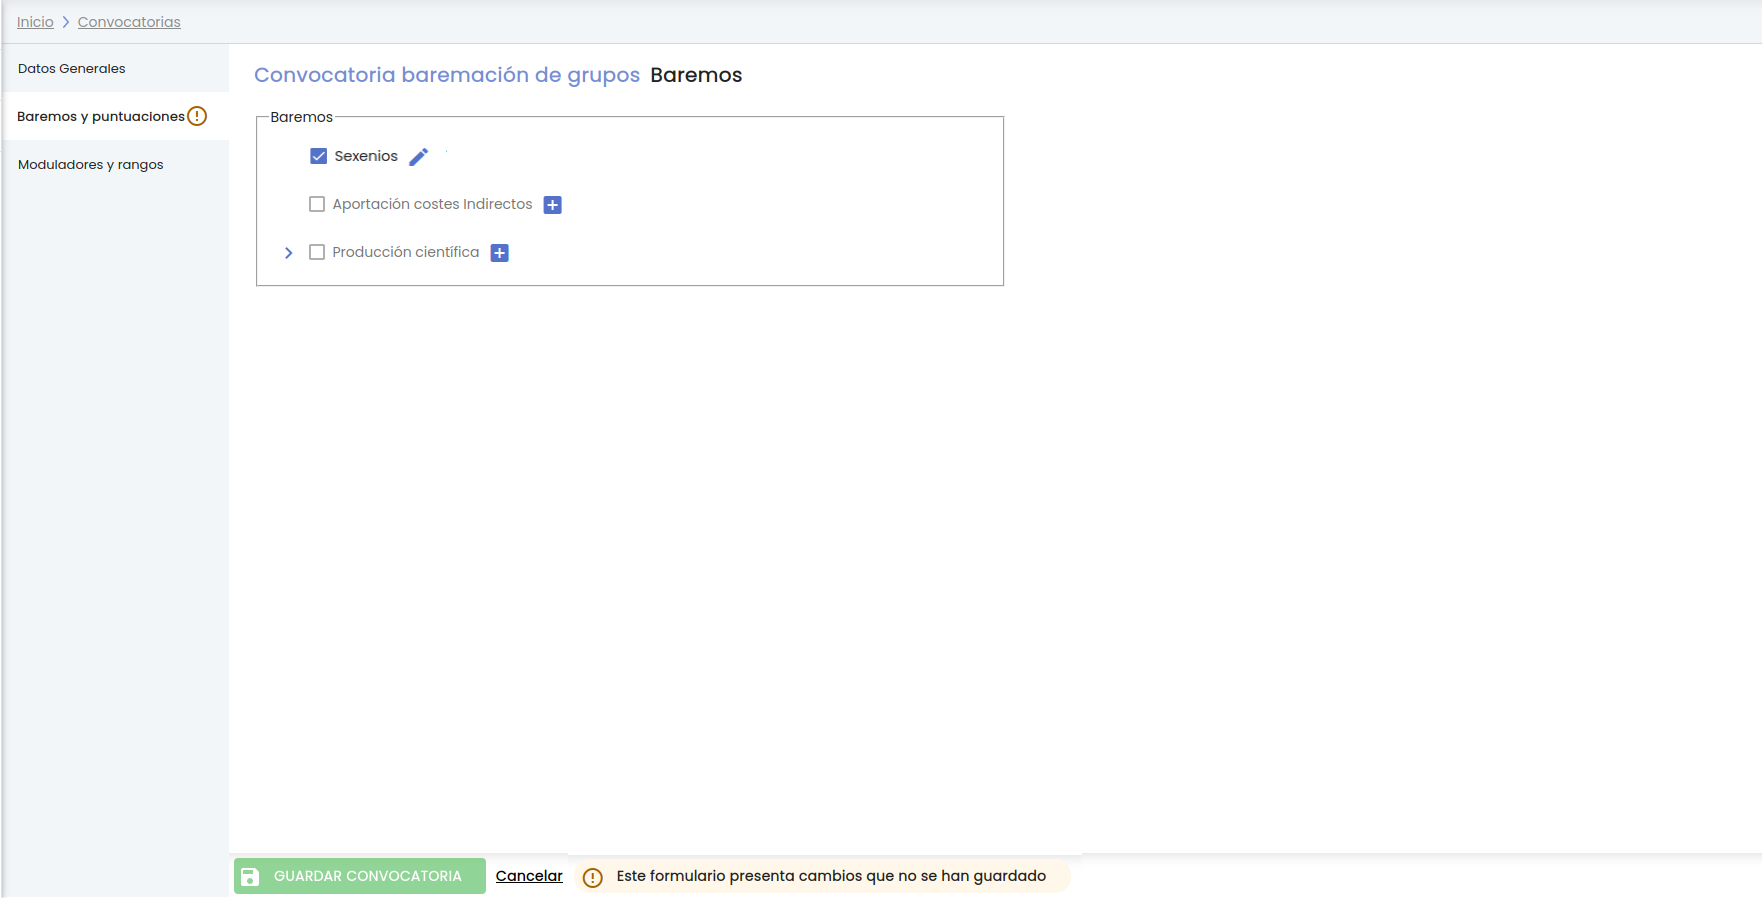 Inicio > Convocatorias
Datos Generales
Baremos y puntuaciones
Moduladores y rangos
Convocatoria baremación de grupos Baremos
Baremos
Sexenios
Aportación costes Indirectos
Producción científica
GUARDAR CONVOCATORIA Cancelar Este formulario presenta cambios que no se han guardado